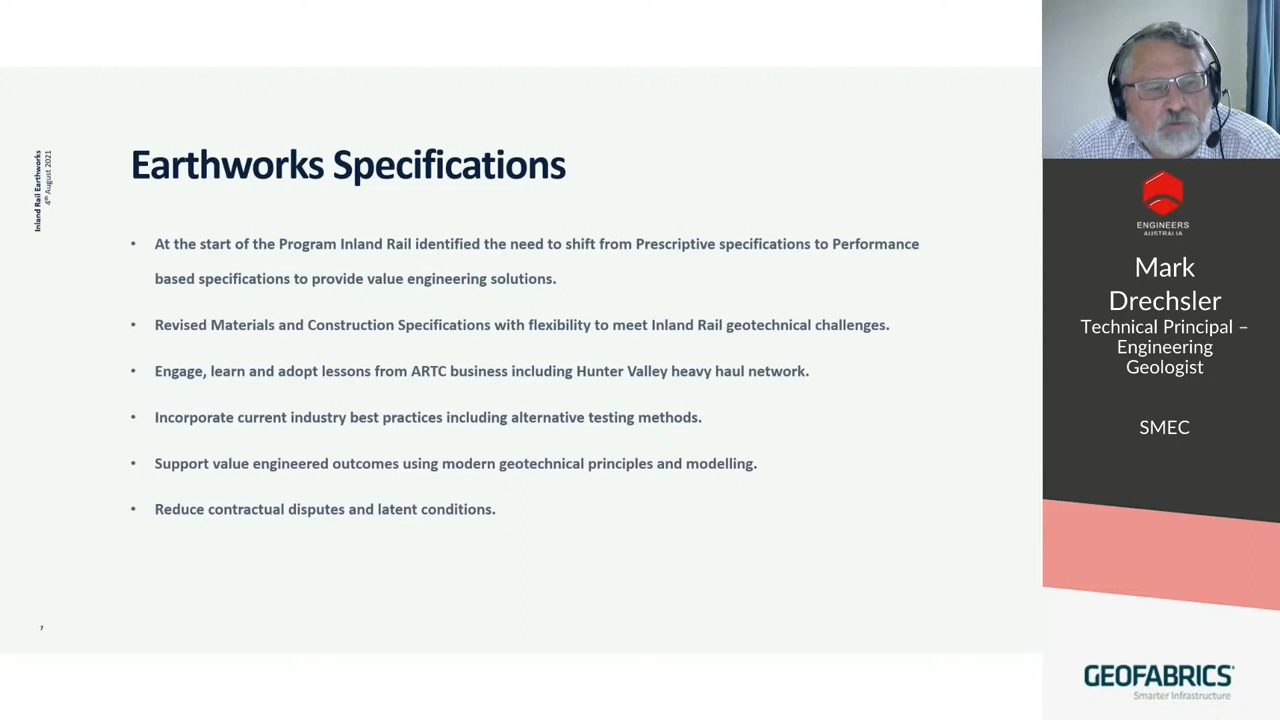 Inland Rail Earthworks
4th August 2021
Earthworks Specifications
• At the start of the Program Inland Rail identified the need to shift from Prescriptive specifications to Performance
based specifications to provide value engineering solutions.
• Revised Materials and Construction Specifications with flexibility to meet Inland Rail geotechnical challenges.
• Engage, learn and adopt lessons from ARTC business including Hunter Valley heavy haul network.
• Incorporate current industry best practices including alternative testing methods.
• Support value engineered outcomes using modern geotechnical principles and modelling.
• Reduce contractual disputes and latent conditions.
7
ENGINEERS
AUSTRALIA
Mark
Drechsler
Technical Principal –
Engineering
Geologist
SMEC
GEOFABRICS
Smarter Infrastructure